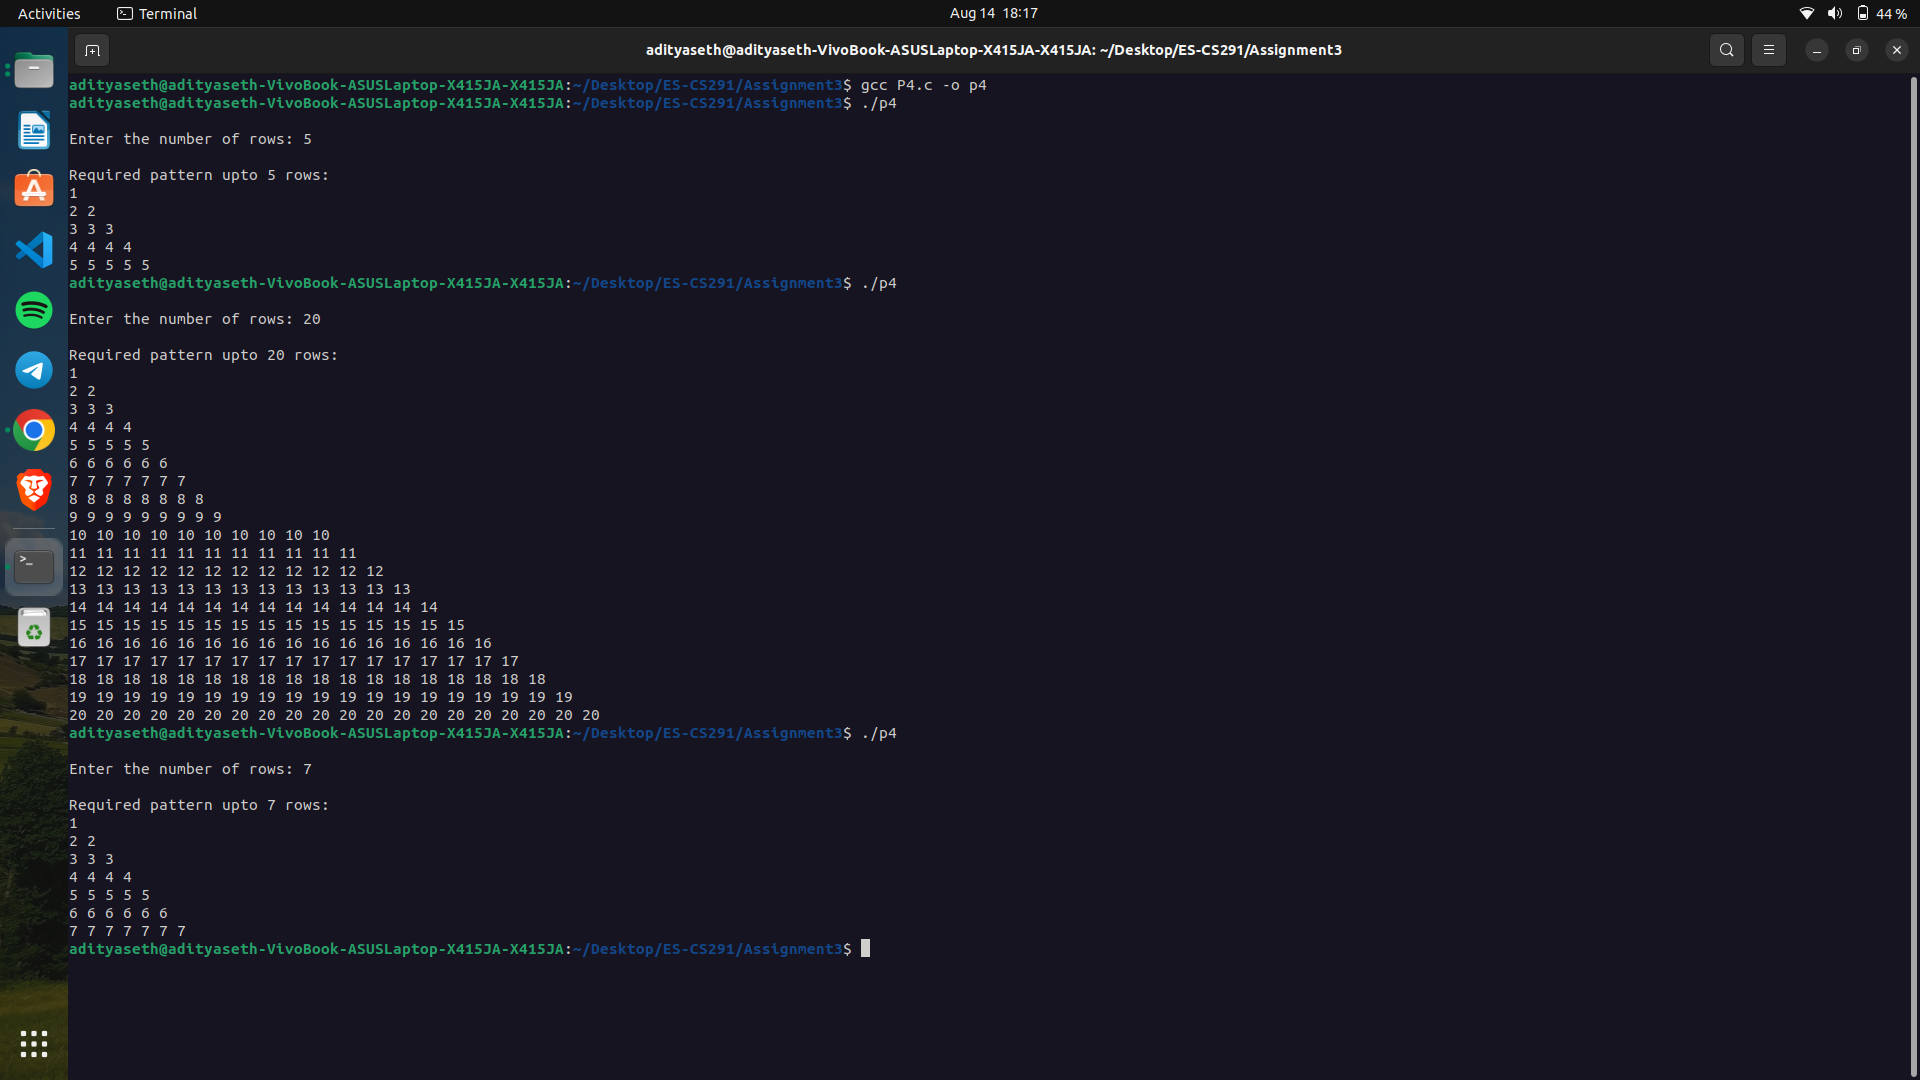 Activities Terminal Aug 14 18:17 44 %
adityaseth@adityaseth-VivoBook-ASUSLaptop-X415JA-X415JA: ~/Desktop/ES-CS291/Assignment3
adityaseth@adityaseth-VivoBook-ASUSLaptop-X415JA-X415JA:~/Desktop/ES-CS291/Assignment3$ gcc P4.c -o p4
adityaseth@adityaseth-VivoBook-ASUSLaptop-X415JA-X415JA:~/Desktop/ES-CS291/Assignment3$ ./p4
Enter the number of rows: 5
Required pattern upto 5 rows:
1
2 2
3 3 3
4 4 4 4
5 5 5 5 5
adityaseth@adityaseth-VivoBook-ASUSLaptop-X415JA-X415JA:~/Desktop/ES-CS291/Assignment3$ ./p4
Enter the number of rows: 20
Required pattern upto 20 rows:
1
2 2
3 3 3
4 4 4 4
5 5 5 5 5
6 6 6 6 6 6
7 7 7 7 7 7 7
8 8 8 8 8 8 8 8
9 9 9 9 9 9 9 9 9
10 10 10 10 10 10 10 10 10 10
11 11 11 11 11 11 11 11 11 11 11
12 12 12 12 12 12 12 12 12 12 12 12
13 13 13 13 13 13 13 13 13 13 13 13 13
14 14 14 14 14 14 14 14 14 14 14 14 14 14
15 15 15 15 15 15 15 15 15 15 15 15 15 15 15
16 16 16 16 16 16 16 16 16 16 16 16 16 16 16 16
17 17 17 17 17 17 17 17 17 17 17 17 17 17 17 17 17
18 18 18 18 18 18 18 18 18 18 18 18 18 18 18 18 18 18
19 19 19 19 19 19 19 19 19 19 19 19 19 19 19 19 19 19 19
20 20 20 20 20 20 20 20 20 20 20 20 20 20 20 20 20 20 20 20
adityaseth@adityaseth-VivoBook-ASUSLaptop-X415JA-X415JA:~/Desktop/ES-CS291/Assignment3$ ./p4
Enter the number of rows: 7
Required pattern upto 7 rows:
1
2 2
3 3 3
4 4 4 4
5 5 5 5 5
6 6 6 6 6 6
7 7 7 7 7 7 7
adityaseth@adityaseth-VivoBook-ASUSLaptop-X415JA-X415JA:~/Desktop/ES-CS291/Assignment3$